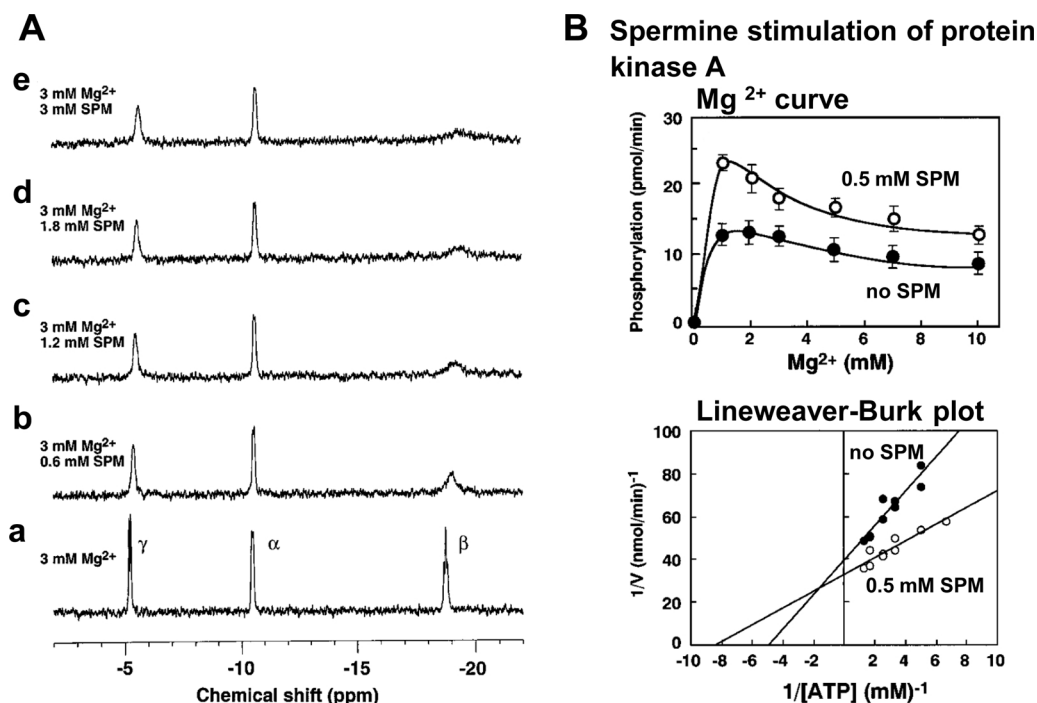 A
e
3 mM Mg2+
3 mM SPM
d
3 mM Mg2+
1.8 mM SPM
c
3 mM Mg2+
1.2 mM SPM
b
3 mM Mg2+
0.6 mM SPM
a
3 mM Mg2+
γ
α
β
-5
-10
-15
-20
Chemical shift (ppm)
B Spermine stimulation of protein
kinase A
Mg 2+ curve
Phosphorylation (pmol/min)
30
20
10
0
0.5 mM SPM
no SPM
0 2 4 6 8 10
Mg2+ (mM)
Lineweaver-Burk plot
1/V (nmol/min)-1
100
80
60
40
20
0
no SPM
0.5 mM SPM
-10 -8 -6 -4 -2 2 4 6 8 10
1/[ATP] (mM)-1